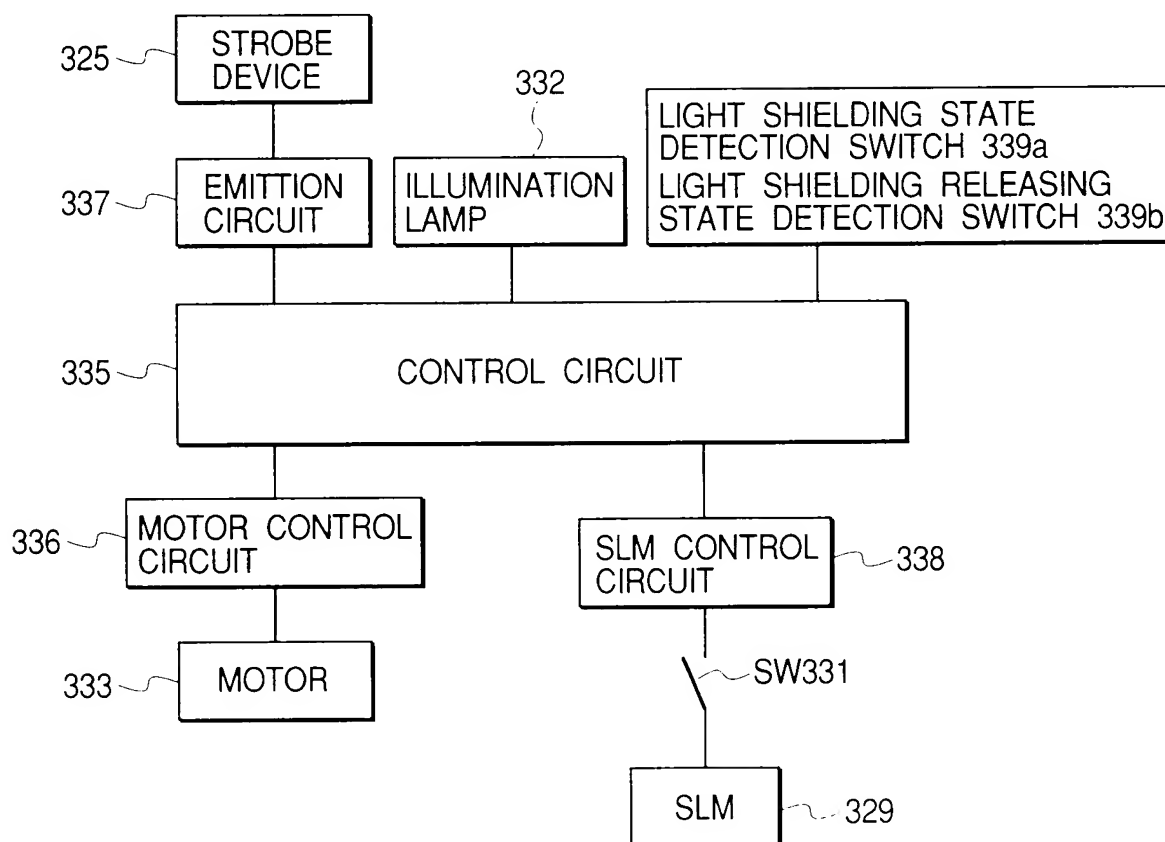 325
STROBE
DEVICE
337
EMITTION
CIRCUIT
332
ILLUMINATION
LAMP
LIGHT SHIELDING STATE
DETECTION SWITCH 339a
LIGHT SHIELDING RELEASING
STATE DETECTION SWITCH 339b
335
CONTROL CIRCUIT
336
MOTOR CONTROL
CIRCUIT
333
MOTOR
SLM CONTROL
CIRCUIT
338
SW331
SLM
329